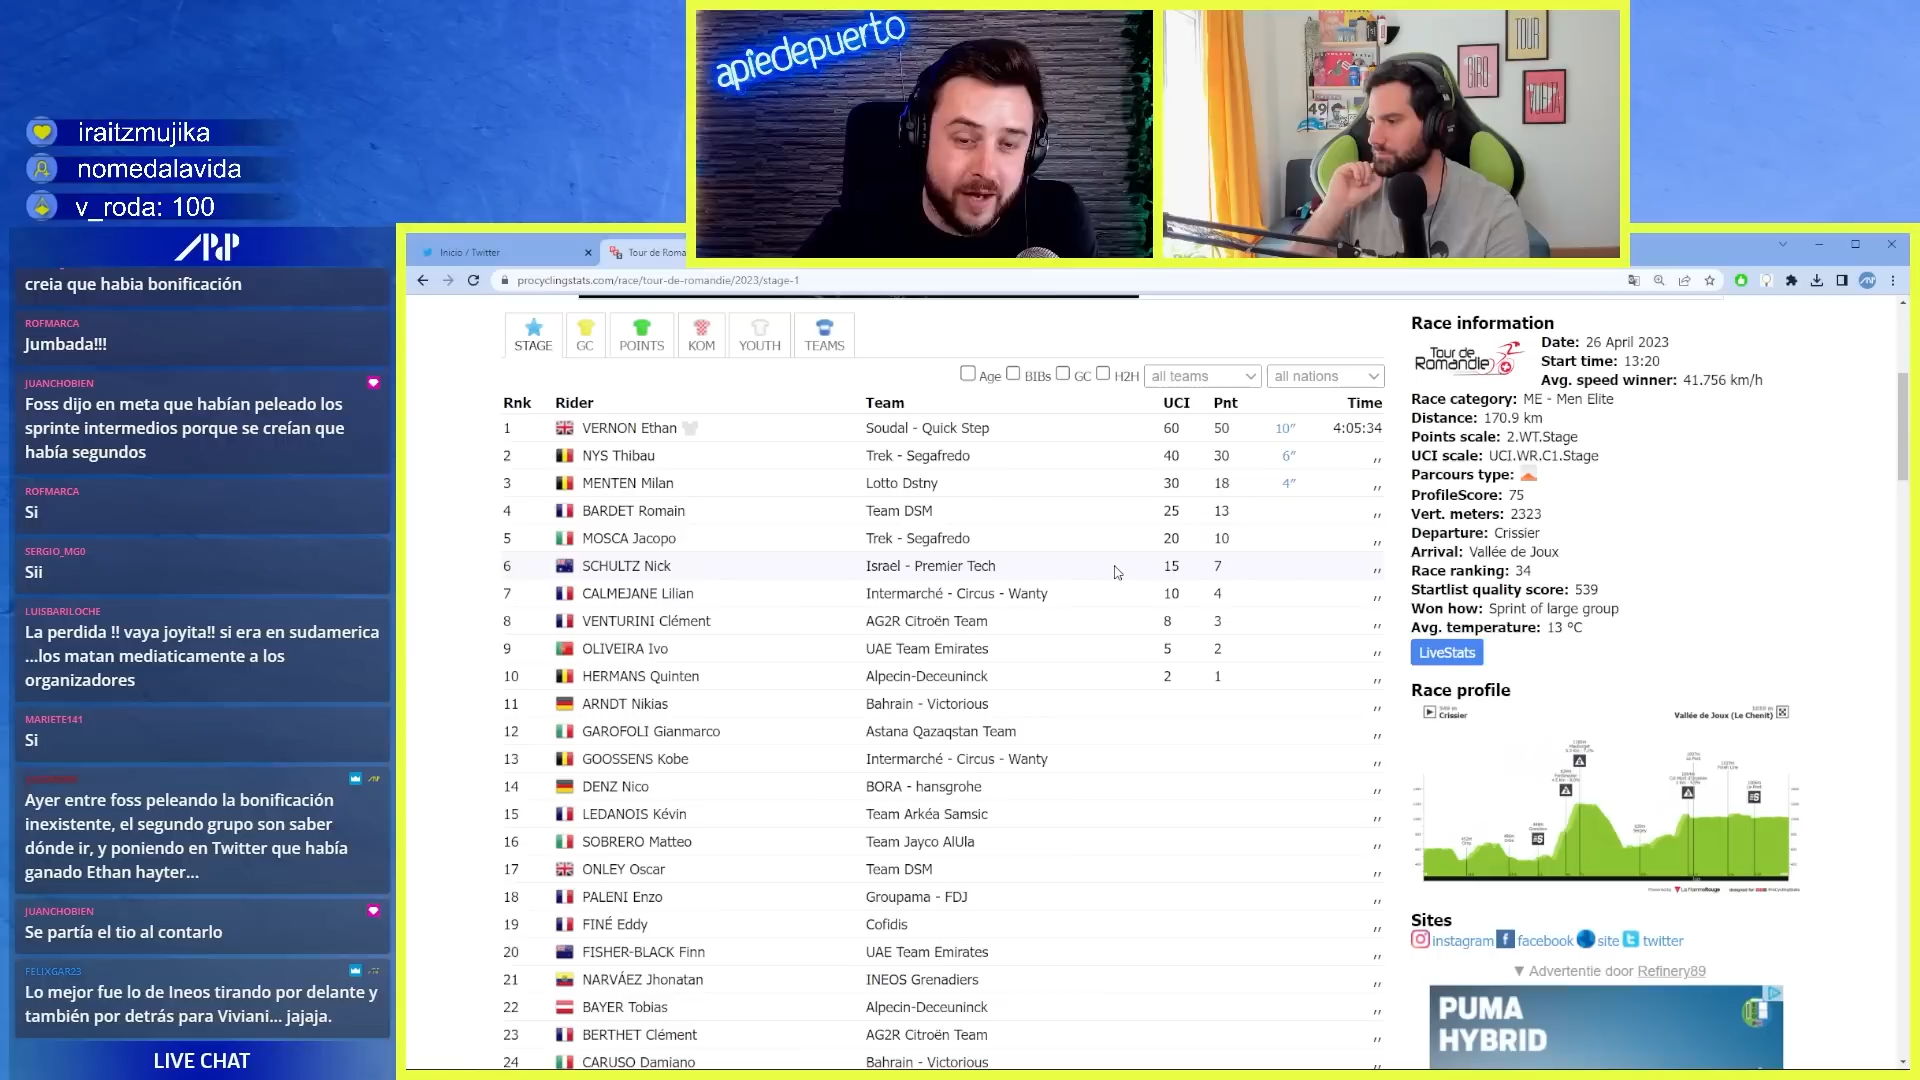 apiedepuerto
TOUR
GIRO
iraitzmujika
nomedalavida
v_roda: 100
creia que habia bonificación
ROFMARCA
Jumbada!!!
JUANCHOBIEN
Foss dijo en meta que habían peleado los
sprinte intermedios porque se creían que
había segundos
ROFMARCA
Si
SERGIO_MG0
Sii
LUISBARILOCHE
La perdida !! vaya joyita!! si era en sudamerica
...los matan mediaticamente a los
organizadores
MARIETE141
Si
Ayer entre foss peleando la bonificación
inexistente, el segundo grupo son saber
dónde ir, y poniendo en Twitter que había
ganado Ethan hayter...
JUANCHOBIEN
Se partía el tio al contarlo
FELIXGAR23
Lo mejor fue lo de Ineos tirando por delante y
también por detrás para Viviani... jajaja.
LIVE CHAT
Inicio / Twitter
Tour de Roma
procyclingstats.com/race/tour-de-romandie/2023/stage-1
STAGE GC POINTS KOM YOUTH TEAMS
Age BIBs GC H2H all teams all nations
Rnk Rider Team UCI Pnt Time
1 VERNON Ethan Soudal - Quick Step 60 50 10″ 4:05:34
2 NYS Thibau Trek - Segafredo 40 30 6″ ,,
3 MENTEN Milan Lotto Dstny 30 18 4″ ,,
4 BARDET Romain Team DSM 25 13 ,,
5 MOSCA Jacopo Trek - Segafredo 20 10 ,,
6 SCHULTZ Nick Israel - Premier Tech 15 7 ,,
7 CALMEJANE Lilian Intermarché - Circus - Wanty 10 4 ,,
8 VENTURINI Clément AG2R Citroën Team 8 3 ,,
9 OLIVEIRA Ivo UAE Team Emirates 5 2 ,,
10 HERMANS Quinten Alpecin-Deceuninck 2 1 ,,
11 ARNDT Nikias Bahrain - Victorious ,,
12 GAROFOLI Gianmarco Astana Qazaqstan Team ,,
13 GOOSSENS Kobe Intermarché - Circus - Wanty ,,
14 DENZ Nico BORA - hansgrohe ,,
15 LEDANOIS Kévin Team Arkéa Samsic ,,
16 SOBRERO Matteo Team Jayco AlUla ,,
17 ONLEY Oscar Team DSM ,,
18 PALENI Enzo Groupama - FDJ ,,
19 FINÉ Eddy Cofidis ,,
20 FISHER-BLACK Finn UAE Team Emirates ,,
21 NARVÁEZ Jhonatan INEOS Grenadiers ,,
22 BAYER Tobias Alpecin-Deceuninck ,,
23 BERTHET Clément AG2R Citroën Team ,,
24 CARUSO Damiano Bahrain - Victorious ,,
Race information
Tour de
Romandie
Date: 26 April 2023
Start time: 13:20
Avg. speed winner: 41.756 km/h
Race category: ME - Men Elite
Distance: 170.9 km
Points scale: 2.WT.Stage
UCI scale: UCI.WR.C1.Stage
Parcours type:
ProfileScore: 75
Vert. meters: 2323
Departure: Crissier
Arrival: Vallée de Joux
Race ranking: 34
Startlist quality score: 539
Won how: Sprint of large group
Avg. temperature: 13 °C
LiveStats
Race profile
Crissier
Vallée de Joux (Le Chenit)
Sites
instagram facebook site twitter
▼ Advertentie door Refinery89
PUMA
HYBRID